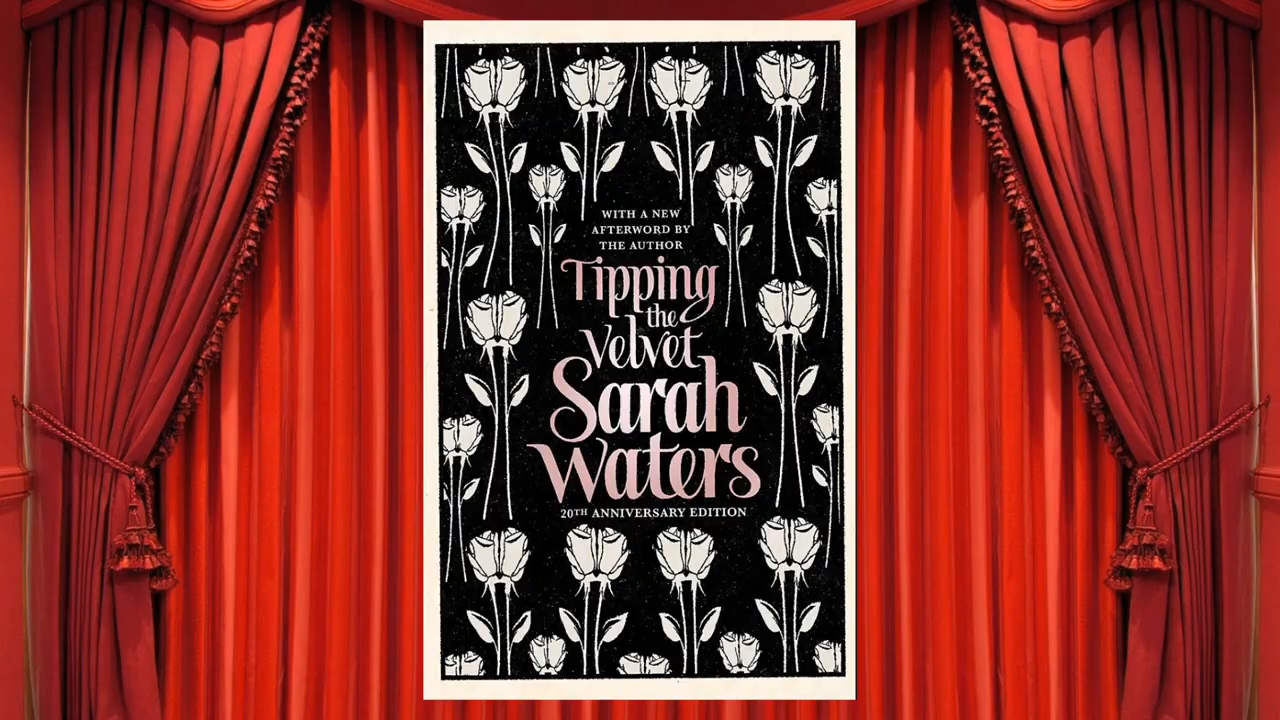 WITH A NEW
AFTERWORD BY
THE AUTHOR
Tipping
the
Velvet
Sarah
Waters
20TH ANNIVERSARY EDITION